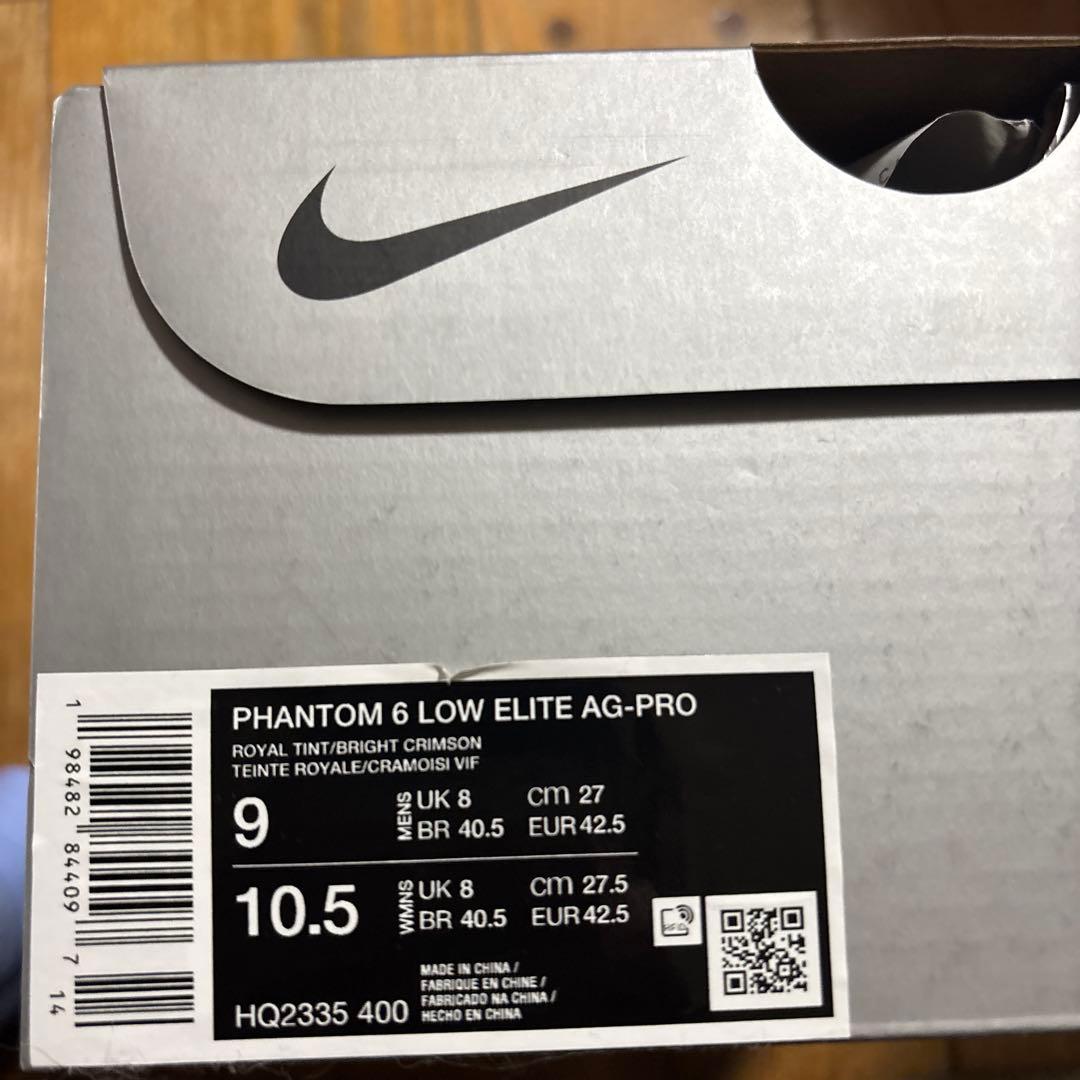 PHANTOM 6 LOW ELITE AG-PRO
ROYAL TINT/BRIGHT CRIMSON
TEINTE ROYALE/CRAMOISI VIF
9 MENS UK 8 cm 27
BR 40.5 EUR 42.5
10.5 WMNS UK 8 cm 27.5
BR 40.5 EUR 42.5
MADE IN CHINA /
FABRIQUE EN CHINE /
FABRICADO NA CHINA /
HECHO EN CHINA
HQ2335 400
1 98482 84409 7 14
RFID